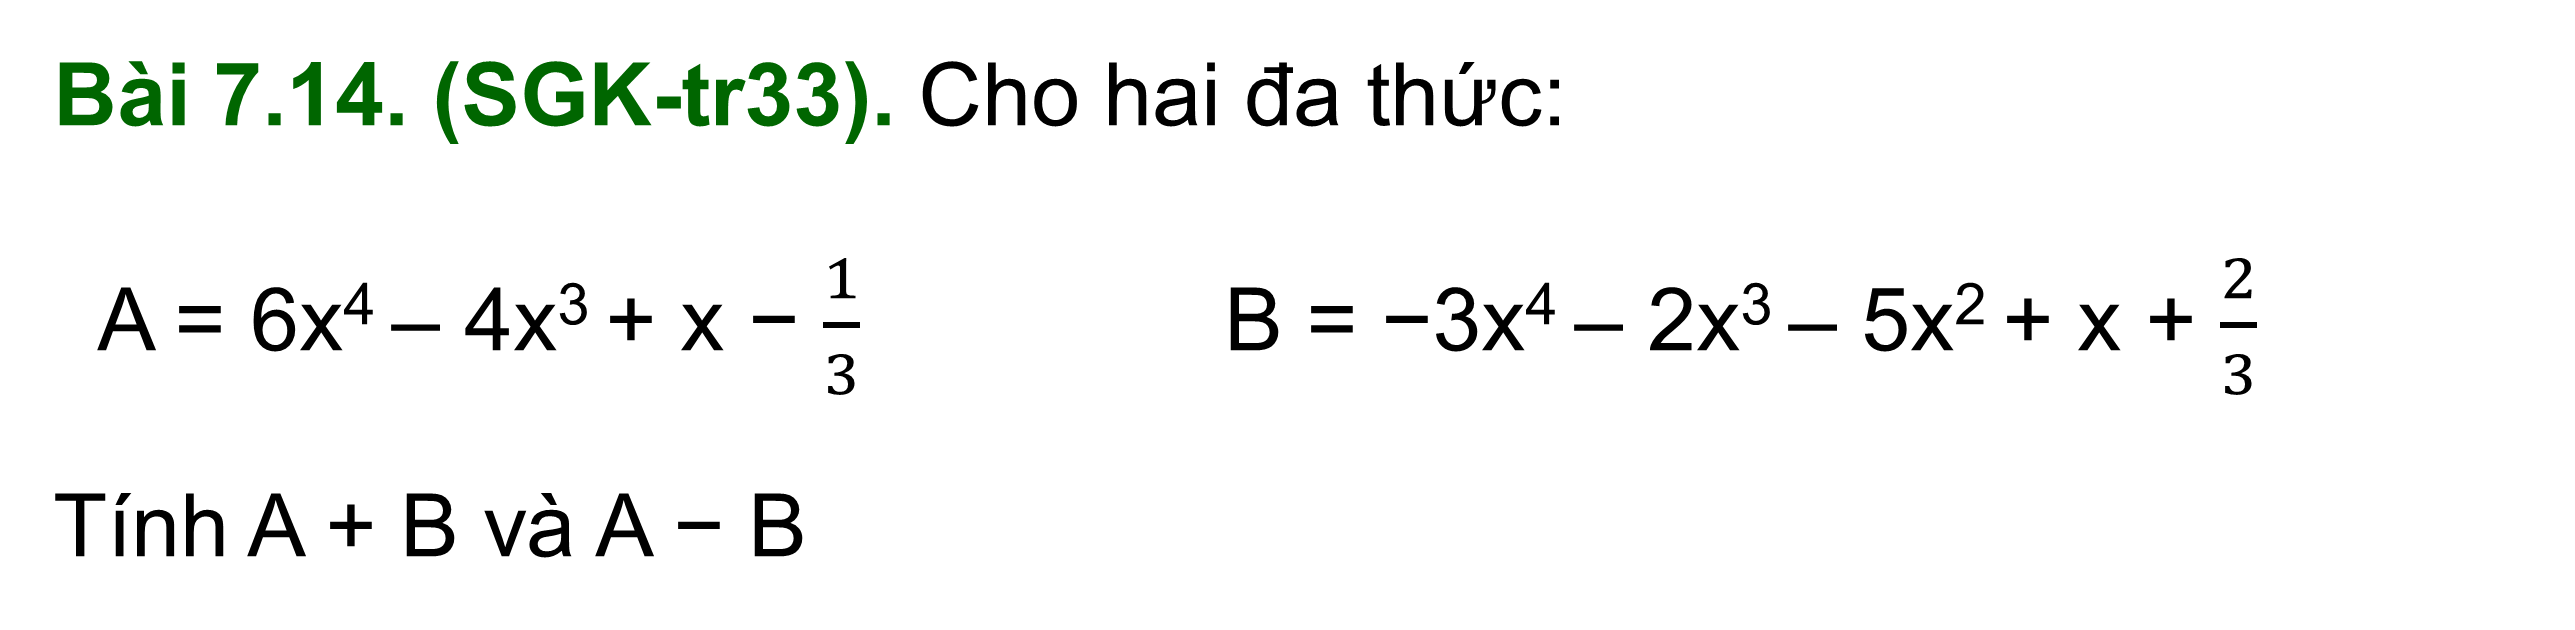 Bài 7.14. (SGK-tr33). Cho hai đa thức:
A = 6x⁴ – 4x³ + x − 1/3 B = −3x⁴ – 2x³ – 5x² + x + 2/3
Tính A + B và A − B